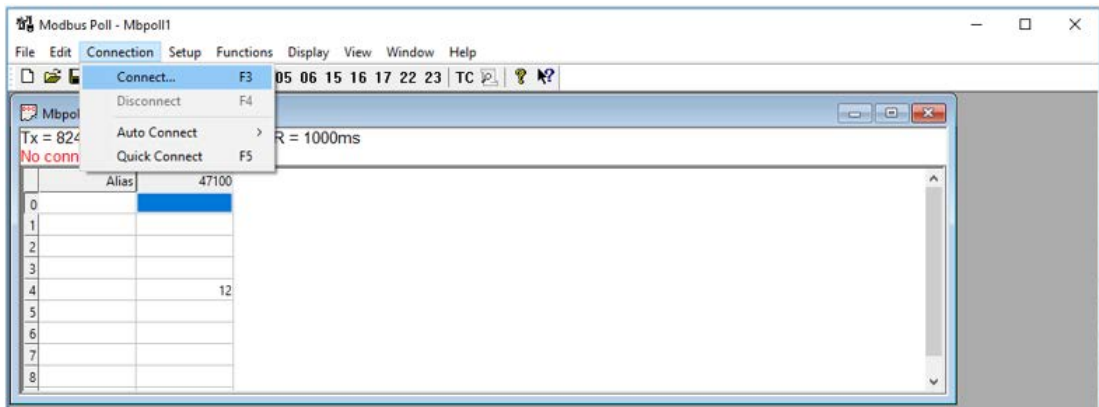 Modbus Poll - Mbpoll1
File Edit Connection Setup Functions Display View Window Help
Connect... F3
05 06 15 16 17 22 23 TC
Disconnect F4
Auto Connect >
Quick Connect F5
Mbpol
Tx = 824
R = 1000ms
No conn
Alias 47100
0
1
2
3
4 12
5
6
7
8